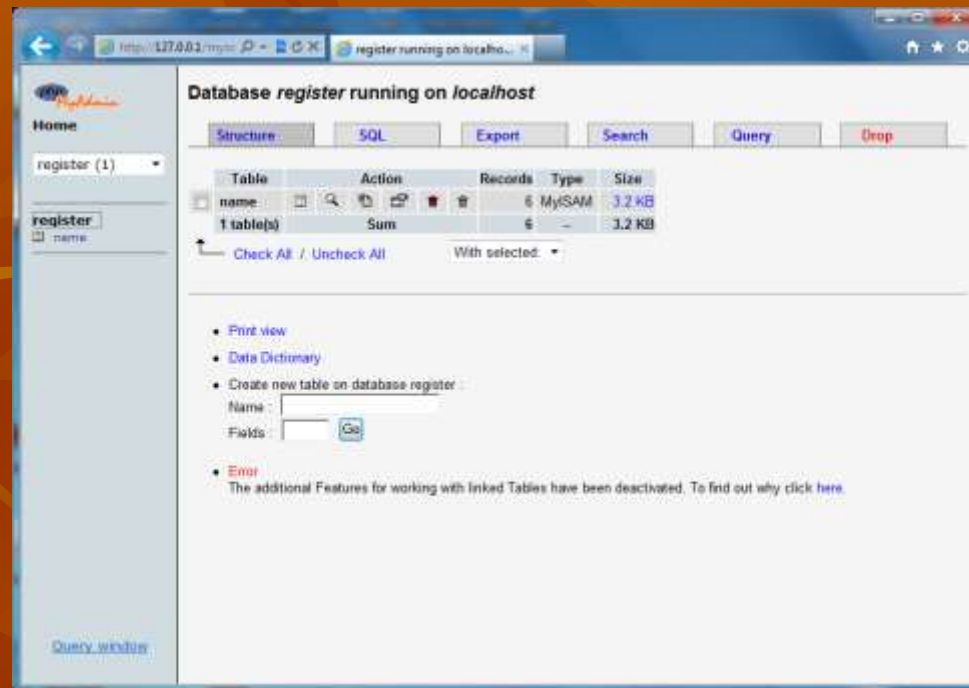 http://127.0.0.1/myic
register running on localho...
Database register running on localhost
php
MyAdmin
Home
register (1)
register
name
Query window
Structure SQL Export Search Query Drop
Table Action Records Type Size
name 6 MyISAM 3.2 KB
1 table(s) Sum 6 – 3.2 KB
Check All / Uncheck All With selected:
Print view
Data Dictionary
Create new table on database register :
Name :
Fields : Go
Error
The additional Features for working with linked Tables have been deactivated. To find out why click here.